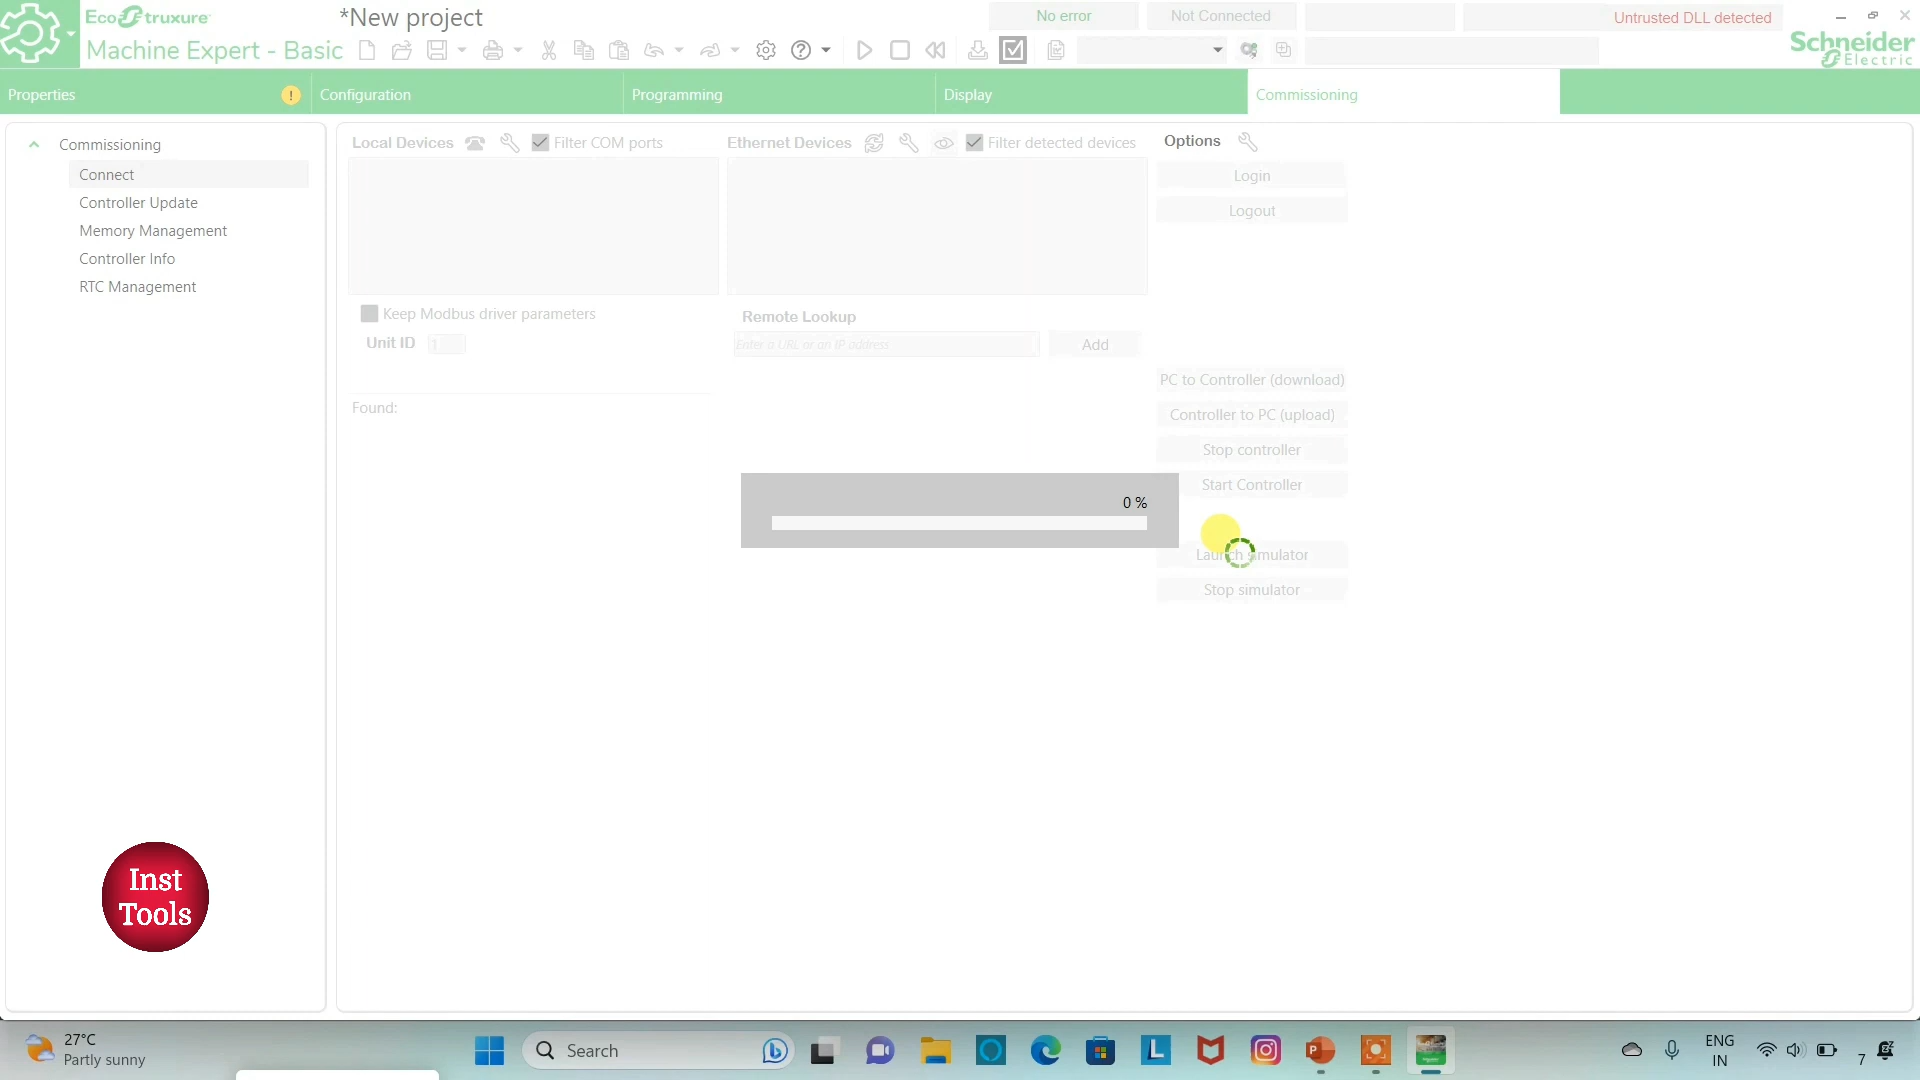 EcoStruxure
Machine Expert - Basic
*New project
No error
Not Connected
Untrusted DLL detected
Schneider
Electric
Properties
Configuration
Programming
Display
Commissioning
Commissioning
Connect
Controller Update
Memory Management
Controller Info
RTC Management
Local Devices
Filter COM ports
Ethernet Devices
Filter detected devices
Options
Login
Logout
Keep Modbus driver parameters
Unit ID 1
Remote Lookup
Enter a URL or an IP address
Add
Found:
PC to Controller (download)
Controller to PC (upload)
Stop controller
Start Controller
0 %
Launch simulator
Stop simulator
Inst
Tools
27°C
Partly sunny
Search
ENG
IN
7